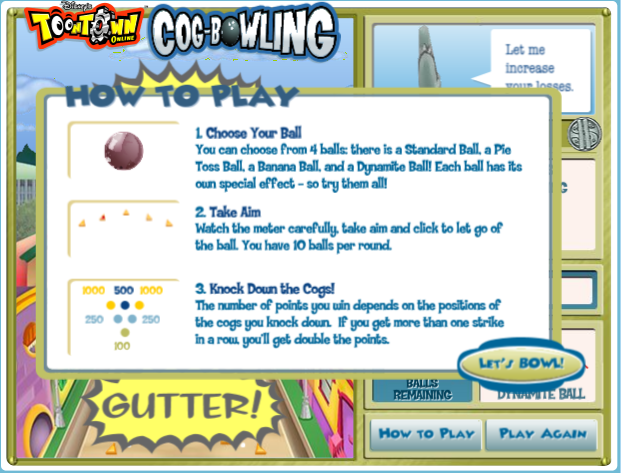 Disney's
TOONTOWN
ONLINE
COG-BOWLING
Let me
increase
your losses.
HOW TO PLAY
1. Choose Your Ball
You can choose from 4 balls: there is a Standard Ball, a Pie
Toss Ball, a Banana Ball, and a Dynamite Ball! Each ball has its
own special effect - so try them all!
2. Take Aim
Watch the meter carefully, take aim and click to let go of
the ball. You have 10 balls per round.
1000 500 1000
250 250
100
3. Knock Down the Cogs!
The number of points you win depends on the positions of
the cogs you knock down. If you get more than one strike
in a row, you'll get double the points.
LET'S BOWL!
GUTTER!
BALLS
REMAINING
DYNAMITE BALL
HOW TO PLAY
PLAY AGAIN